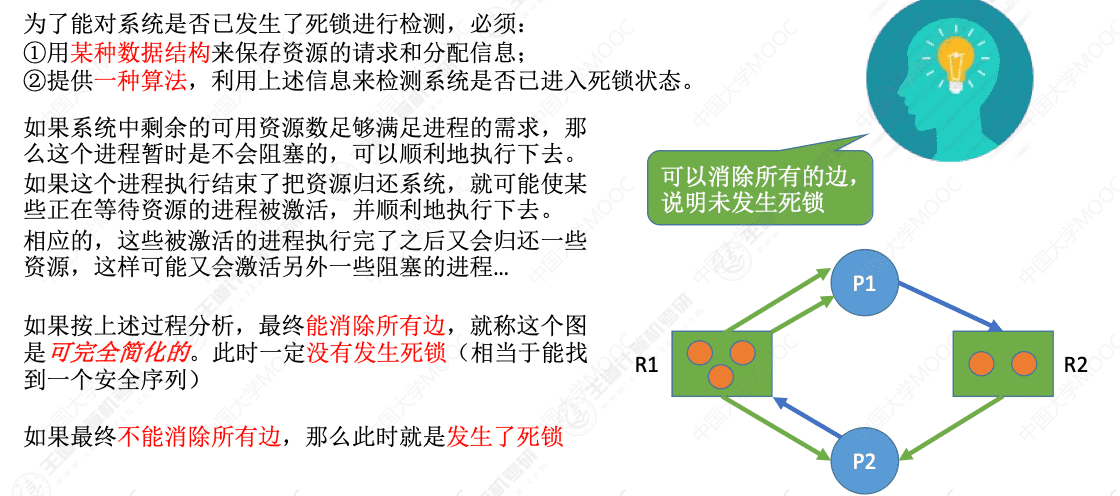 为了能对系统是否已发生了死锁进行检测，必须：
①用某种数据结构来保存资源的请求和分配信息；
②提供一种算法，利用上述信息来检测系统是否已进入死锁状态。
如果系统中剩余的可用资源数足够满足进程的需求，那
么这个进程暂时是不会阻塞的，可以顺利地执行下去。
如果这个进程执行结束了把资源归还系统，就可能使某
些正在等待资源的进程被激活，并顺利地执行下去。
相应的，这些被激活的进程执行完了之后又会归还一些
资源，这样可能又会激活另外一些阻塞的进程...
如果按上述过程分析，最终能消除所有边，就称这个图
是可完全简化的。此时一定没有发生死锁（相当于能找
到一个安全序列）
如果最终不能消除所有边，那么此时就是发生了死锁
可以消除所有的边，
说明未发生死锁
P1
R1
R2
P2
中国大学MOOC
王道计算机考研